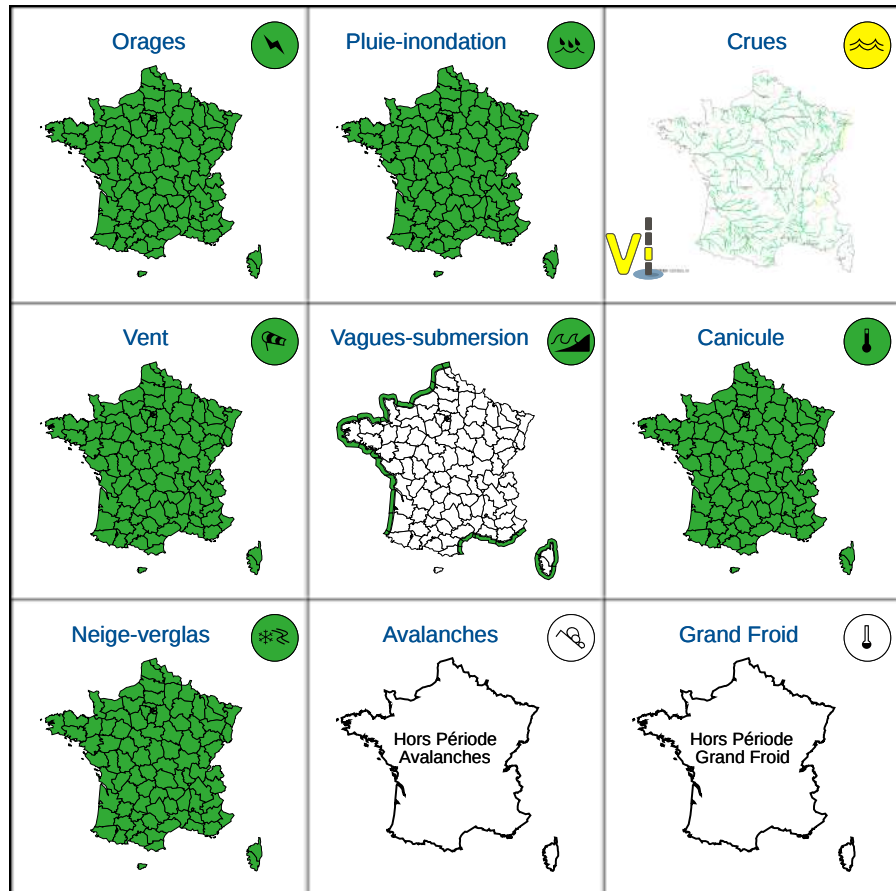 Orages
Pluie-inondation
Crues
Vi
Vent
Vagues-submersion
Canicule
Neige-verglas
Avalanches
Grand Froid
Hors Période
Avalanches
Hors Période
Grand Froid